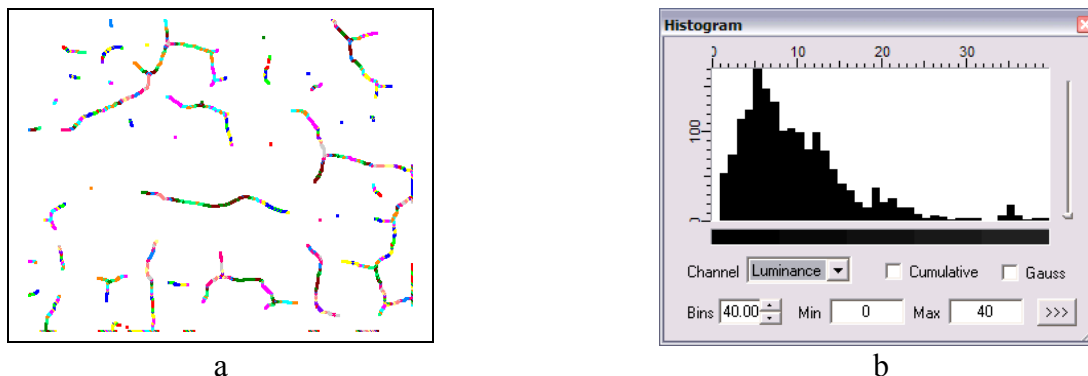 Histogram
0 10 20 30
100
0
Channel Luminance Cumulative Gauss
Bins 40.00 Min 0 Max 40 >>>
a b